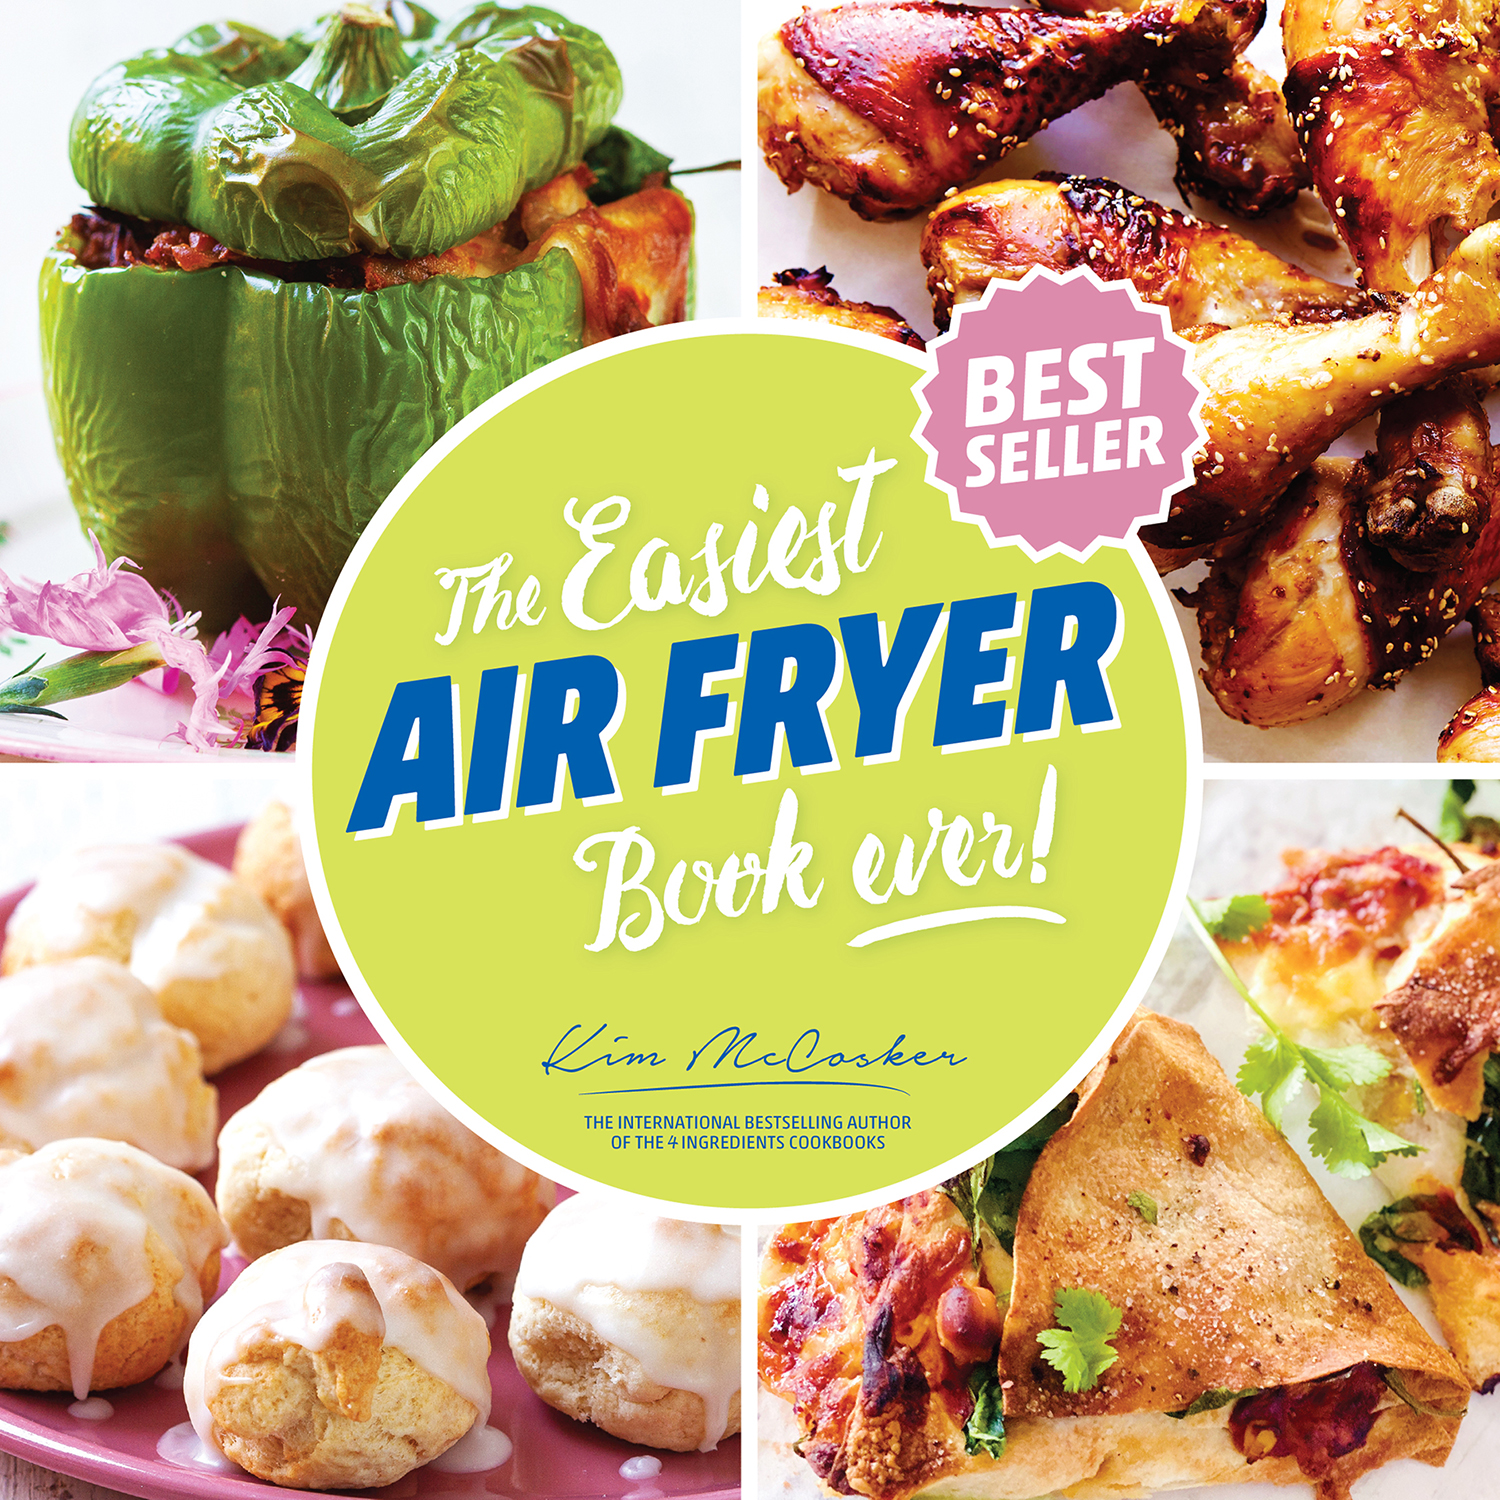 BEST
SELLER
The Easiest
AIR FRYER
Book ever!
Kim McCosker
THE INTERNATIONAL BESTSELLING AUTHOR
OF THE 4 INGREDIENTS COOKBOOKS